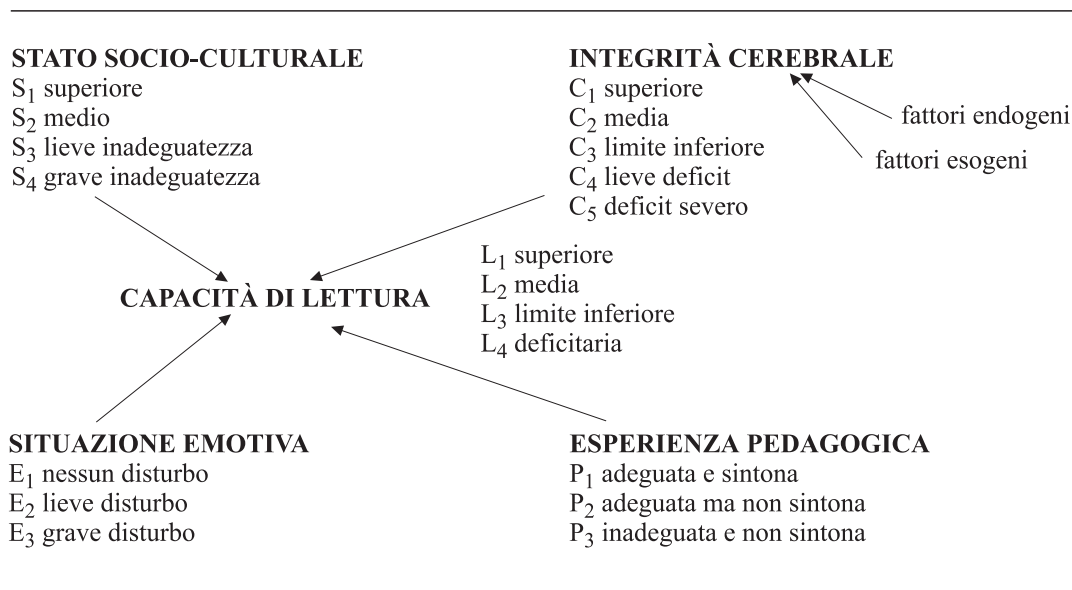 STATO SOCIO-CULTURALE
S1 superiore
S2 medio
S3 lieve inadeguatezza
S4 grave inadeguatezza
INTEGRITÀ CEREBRALE
C1 superiore
C2 media
C3 limite inferiore
C4 lieve deficit
C5 deficit severo
fattori endogeni
fattori esogeni
CAPACITÀ DI LETTURA
L1 superiore
L2 media
L3 limite inferiore
L4 deficitaria
SITUAZIONE EMOTIVA
E1 nessun disturbo
E2 lieve disturbo
E3 grave disturbo
ESPERIENZA PEDAGOGICA
P1 adeguata e sintona
P2 adeguata ma non sintona
P3 inadeguata e non sintona